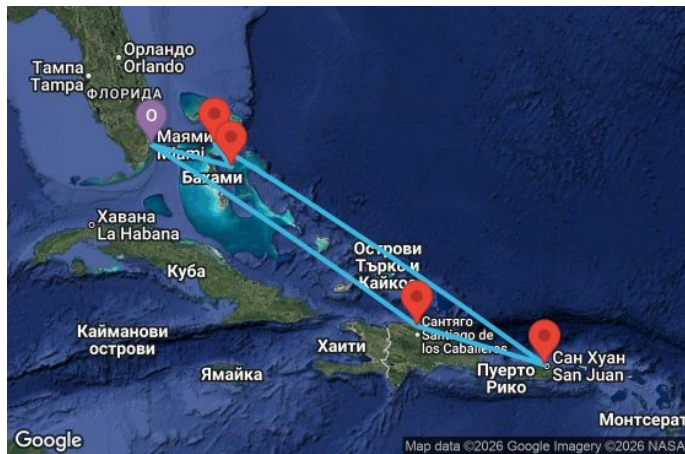 Орландо
Orlando
Тампа
Tampa
ФЛОРИДА
O
Маями
Miami
Бахами
Хавана
La Habana
Куба
Острови
Търкс и
Кайкос
Кайманови
острови
Сантяго
Santiago de
los Caballeros
Хаити
Ямайка
Пуерто
Рико
Сан Хуан
San Juan
Монтсерат
Google
Map data ©2026 Google Imagery ©2026 NASA